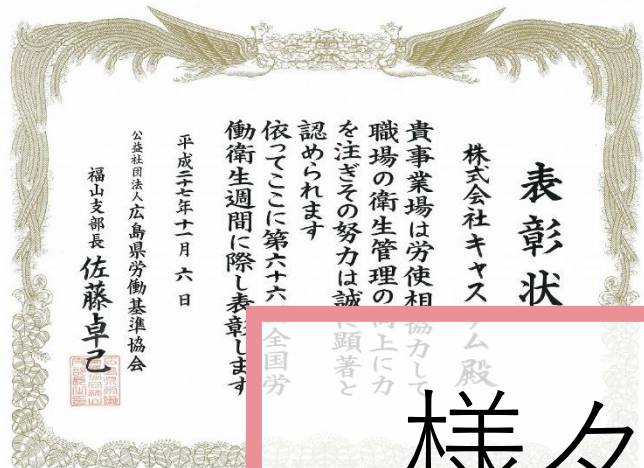 表彰状
株式会社キャス ム殿
貴事業場は労使相協力して
職場の衛生管理の向上に力
を注ぎその努力は誠に顕著と
認められます
依ってここに第六十六 全国労
働衛生週間に際し表彰します
平成二十七年十一月 六 日
公益社団法人広島県労働基準協会
福山支部長 佐藤卓己
様々